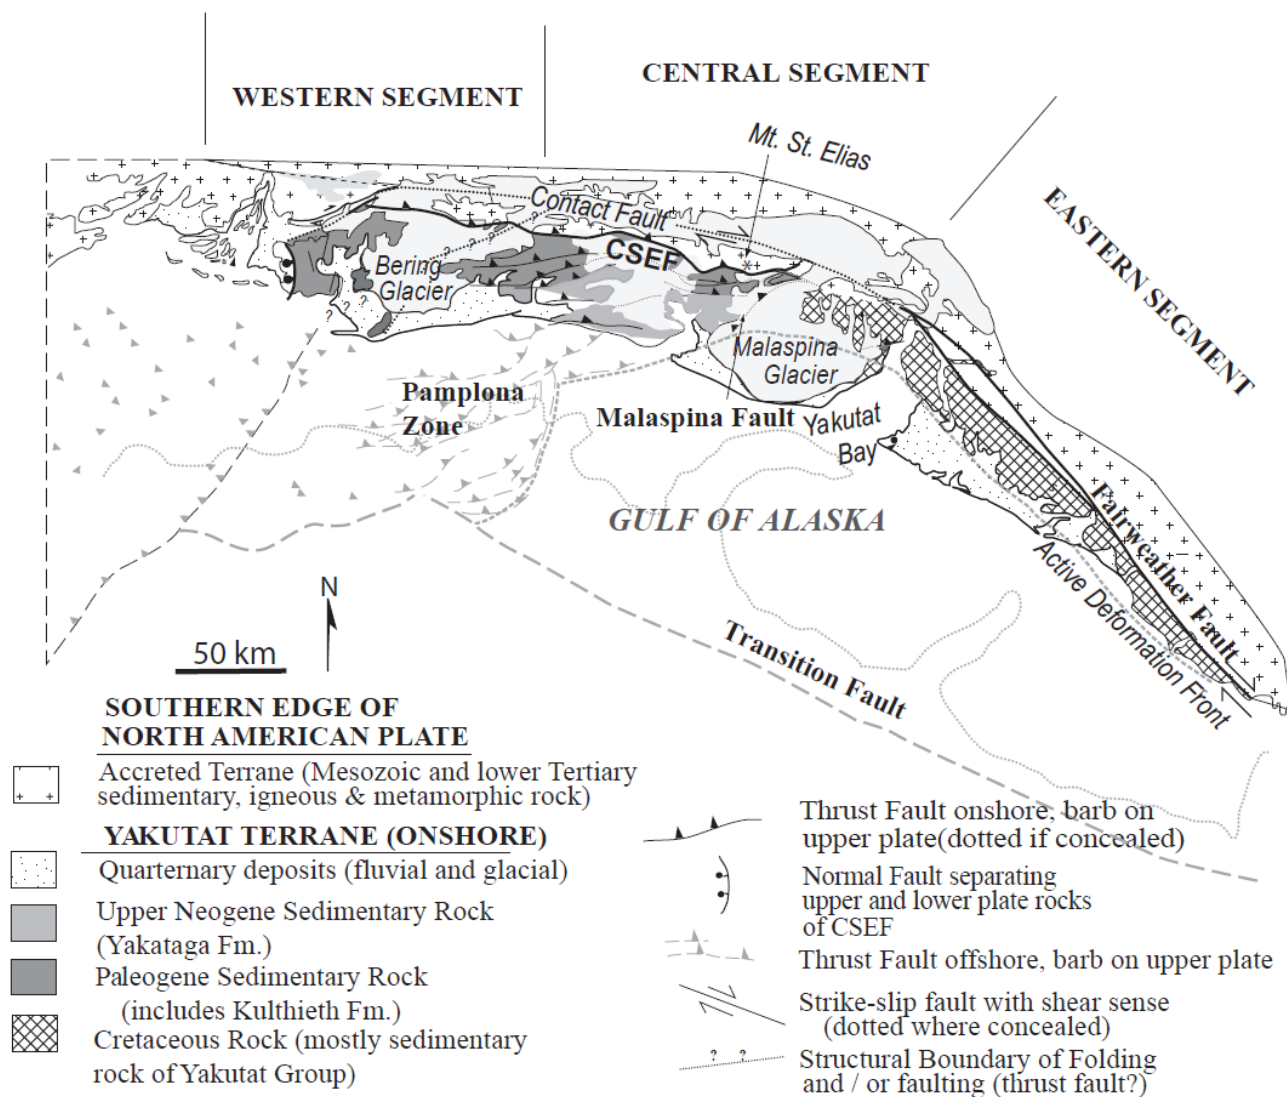 WESTERN SEGMENT
CENTRAL SEGMENT
EASTERN SEGMENT
Mt. St. Elias
Contact Fault
CSEF
Bering
Glacier
Malaspina
Glacier
Pamplona
Zone
Malaspina Fault
Yakutat
Bay
GULF OF ALASKA
Fairweather Fault
Active Deformation Front
Transition Fault
N
50 km
? ? ? ? ? ? ?
SOUTHERN EDGE OF
NORTH AMERICAN PLATE
Accreted Terrane (Mesozoic and lower Tertiary
sedimentary, igneous & metamorphic rock)
YAKUTAT TERRANE (ONSHORE)
Quarternary deposits (fluvial and glacial)
Upper Neogene Sedimentary Rock
(Yakataga Fm.)
Paleogene Sedimentary Rock
(includes Kulthieth Fm.)
Cretaceous Rock (mostly sedimentary
rock of Yakutat Group)
Thrust Fault onshore, barb on
upper plate(dotted if concealed)
Normal Fault separating
upper and lower plate rocks
of CSEF
Thrust Fault offshore, barb on upper plate
Strike-slip fault with shear sense
(dotted where concealed)
? ?
Structural Boundary of Folding
and / or faulting (thrust fault?)